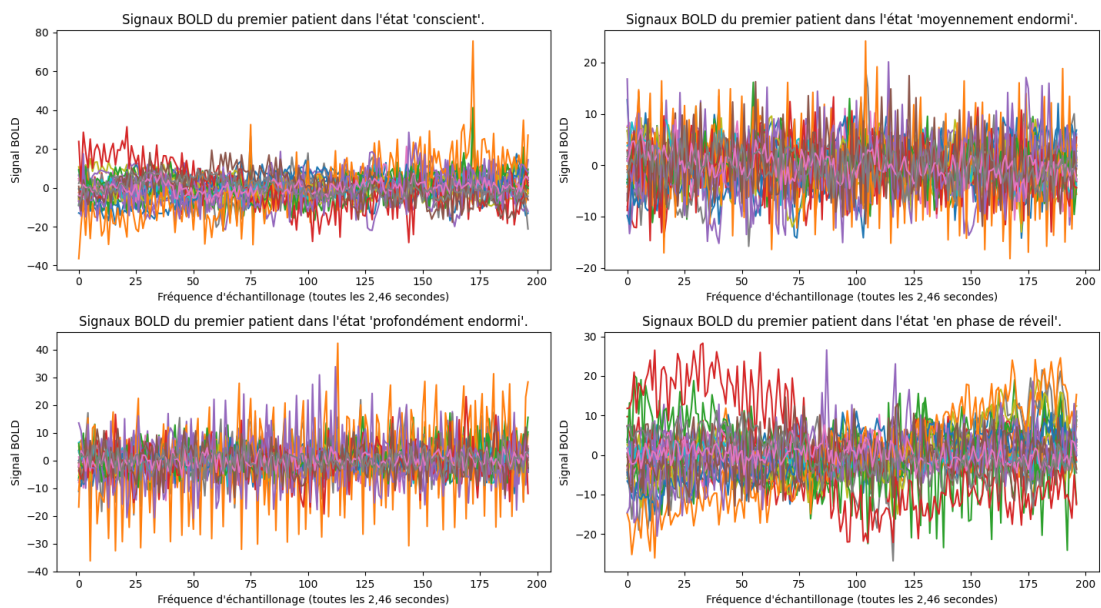 Signaux BOLD du premier patient dans l'état 'conscient'.
80
60
40
20
0
−20
−40
Signal BOLD
0 25 50 75 100 125 150 175 200
Fréquence d'échantillonage (toutes les 2,46 secondes)
Signaux BOLD du premier patient dans l'état 'moyennement endormi'.
20
10
0
−10
−20
Signal BOLD
0 25 50 75 100 125 150 175 200
Fréquence d'échantillonage (toutes les 2,46 secondes)
Signaux BOLD du premier patient dans l'état 'profondément endormi'.
40
30
20
10
0
−10
−20
−30
−40
Signal BOLD
0 25 50 75 100 125 150 175 200
Fréquence d'échantillonage (toutes les 2,46 secondes)
Signaux BOLD du premier patient dans l'état 'en phase de réveil'.
30
20
10
0
−10
−20
Signal BOLD
0 25 50 75 100 125 150 175 200
Fréquence d'échantillonage (toutes les 2,46 secondes)